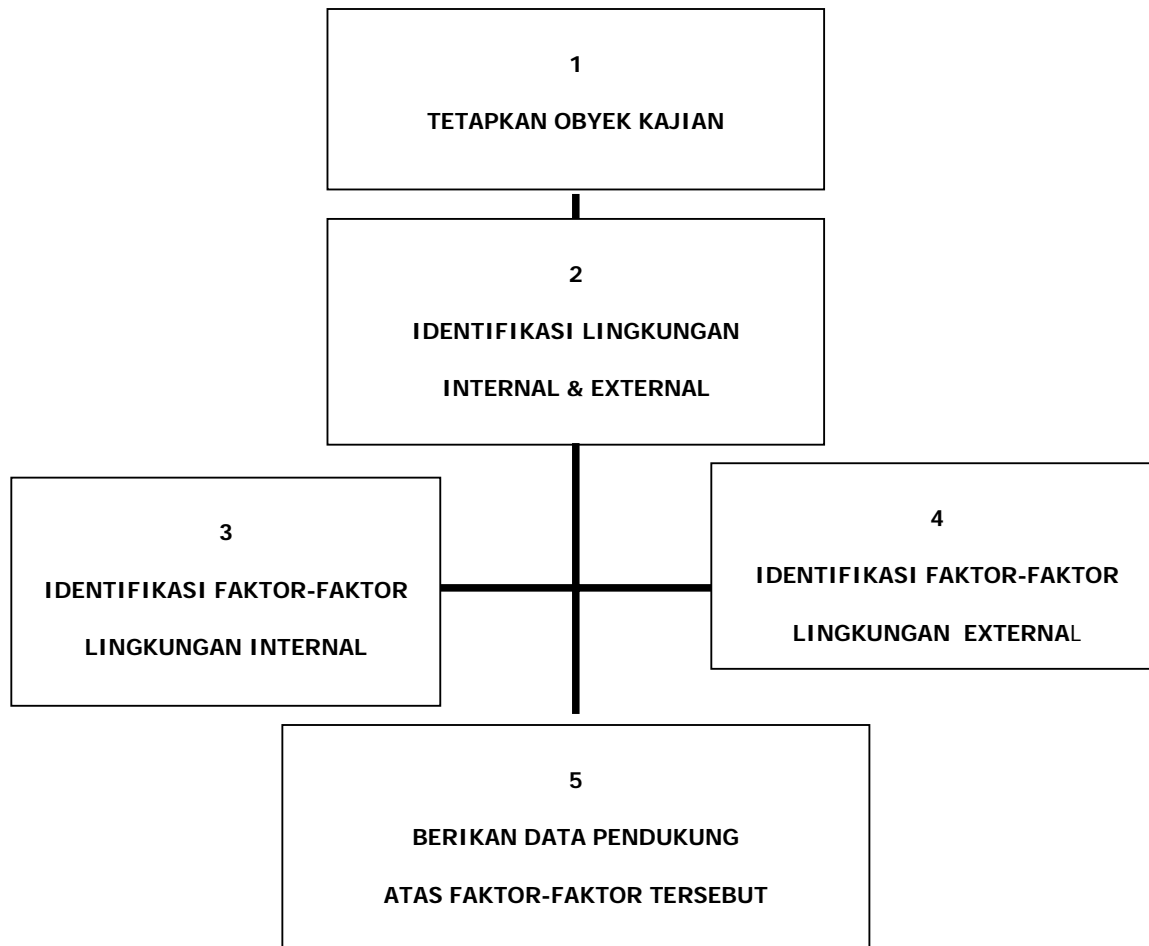 1
TETAPKAN OBYEK KAJIAN
2
IDENTIFIKASI LINGKUNGAN
INTERNAL & EXTERNAL
3
IDENTIFIKASI FAKTOR-FAKTOR
LINGKUNGAN INTERNAL
4
IDENTIFIKASI FAKTOR-FAKTOR
LINGKUNGAN EXTERNAL
5
BERIKAN DATA PENDUKUNG
ATAS FAKTOR-FAKTOR TERSEBUT